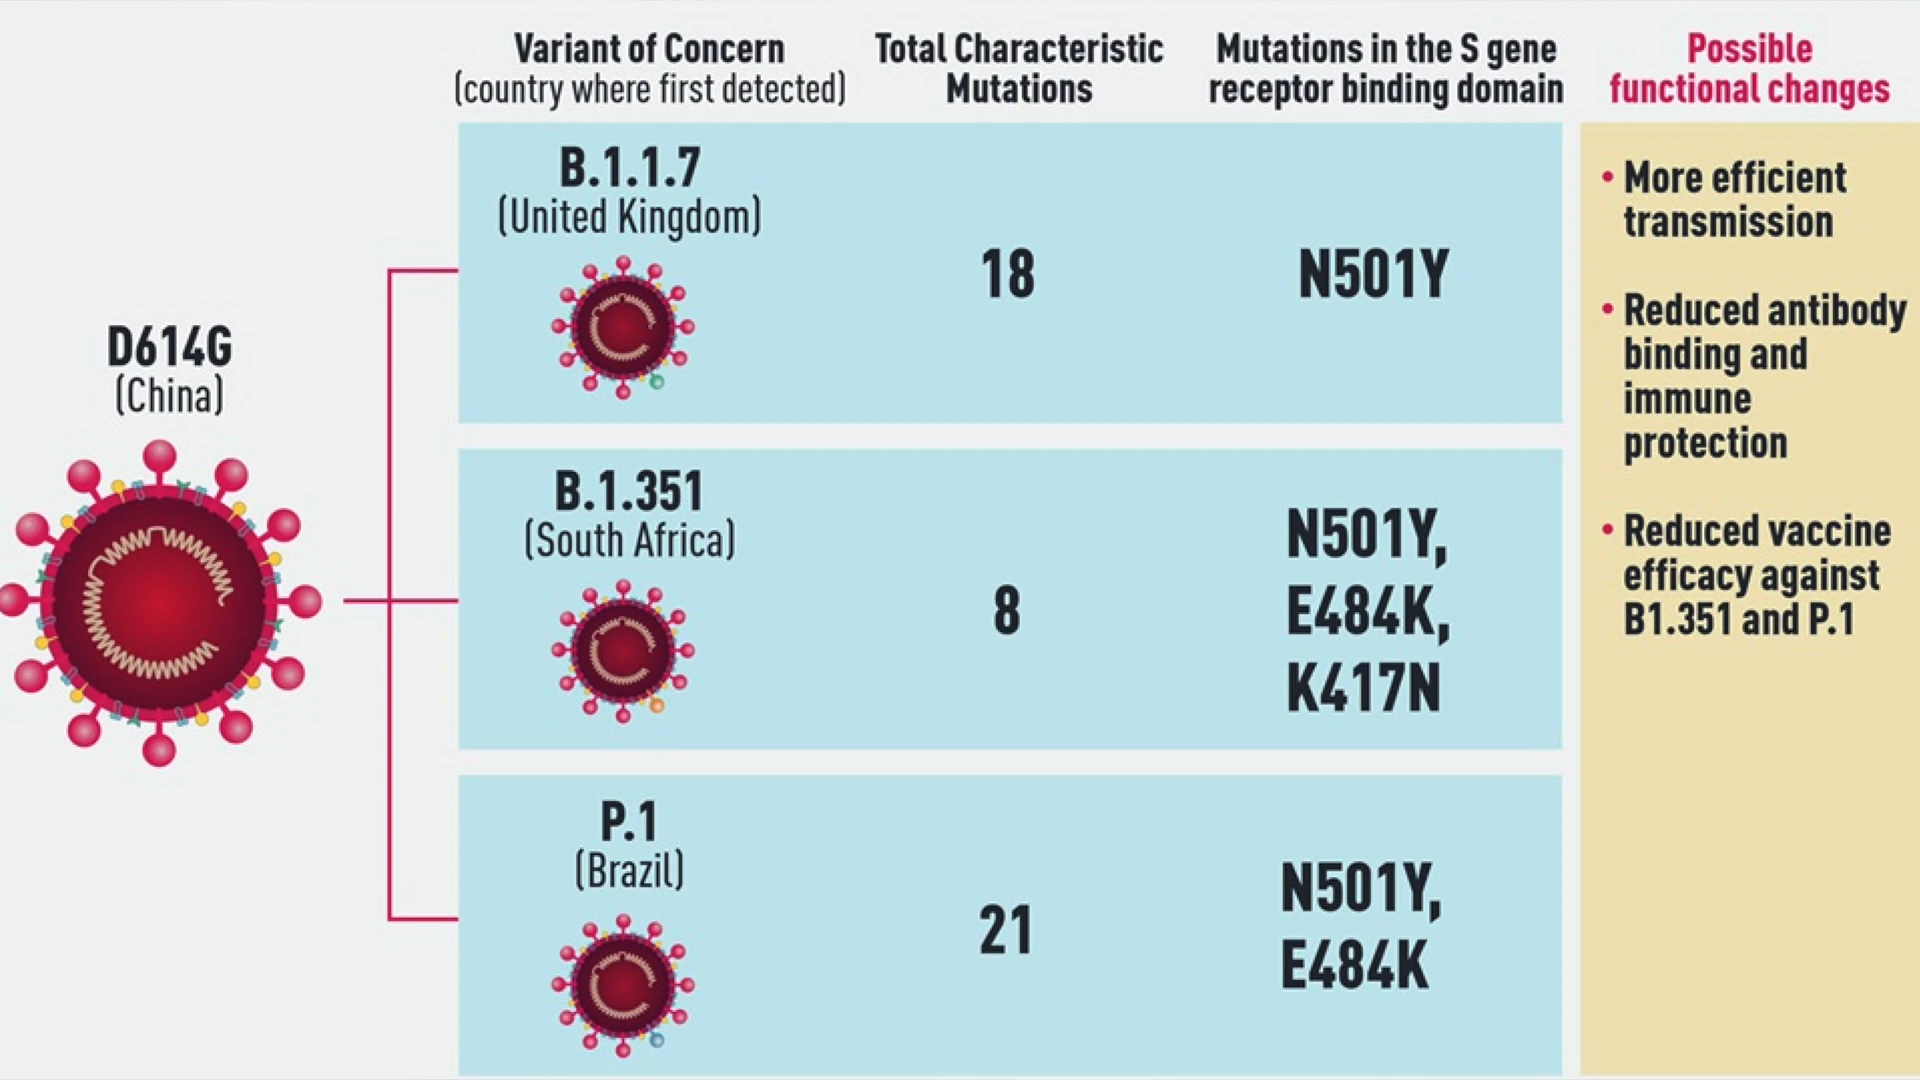 Variant of Concern
(country where first detected)
Total Characteristic
Mutations
Mutations in the S gene
receptor binding domain
Possible
functional changes
D614G
(China)
B.1.1.7
(United Kingdom)
18
N501Y
B.1.351
(South Africa)
8
N501Y,
E484K,
K417N
P.1
(Brazil)
21
N501Y,
E484K
• More efficient
transmission
• Reduced antibody
binding and
immune
protection
• Reduced vaccine
efficacy against
B1.351 and P.1